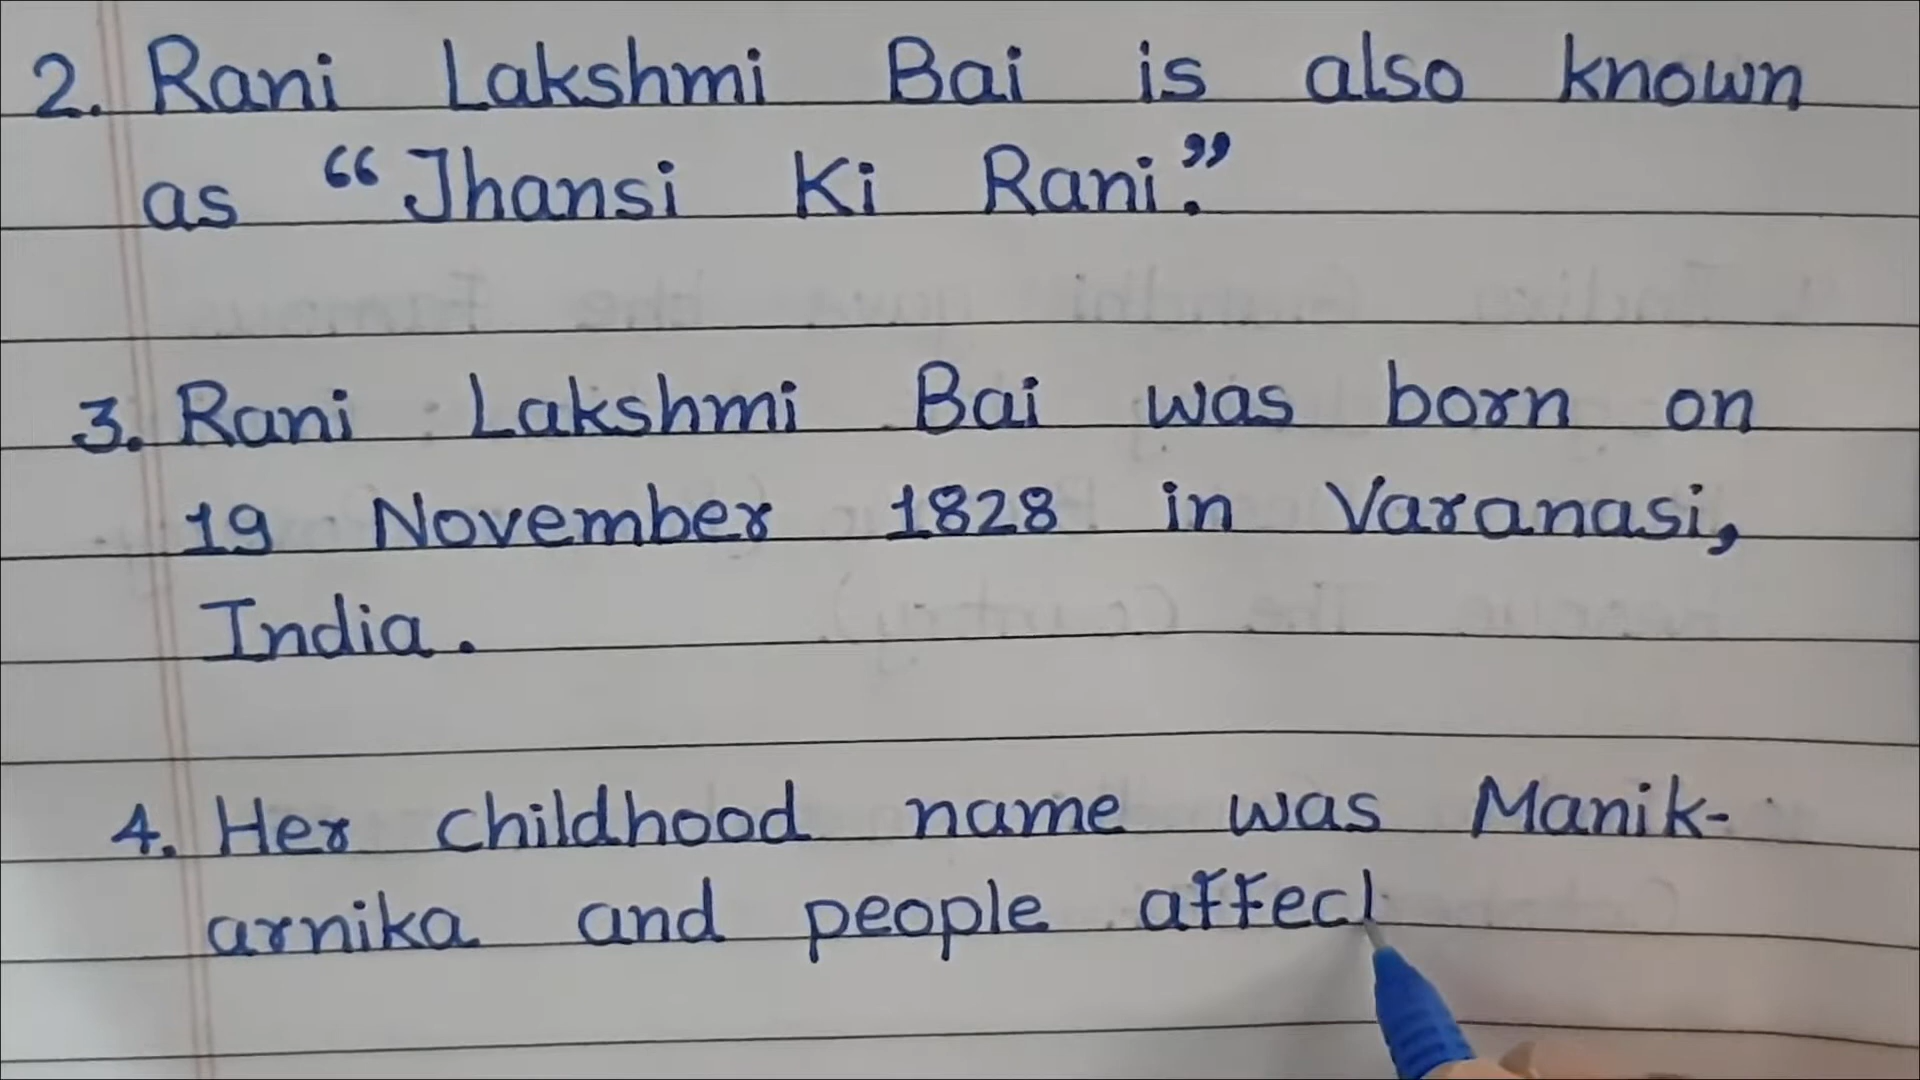 2. Rani Lakshmi Bai is also known
as “Jhansi Ki Rani.”
3. Rani Lakshmi Bai was born on
19 November 1828 in Varanasi,
India.
4. Her childhood name was Manik-
arnika and people affect